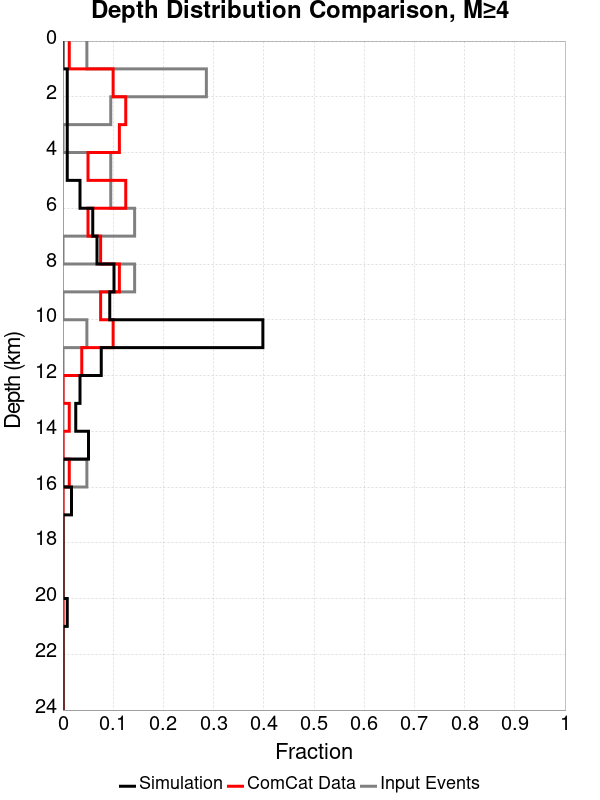 Depth Distribution Comparison, M≥4
0
2
4
6
8
10
12
14
16
18
20
22
24
Depth (km)
0 0.1 0.2 0.3 0.4 0.5 0.6 0.7 0.8 0.9 1
Fraction
Simulation ComCat Data Input Events